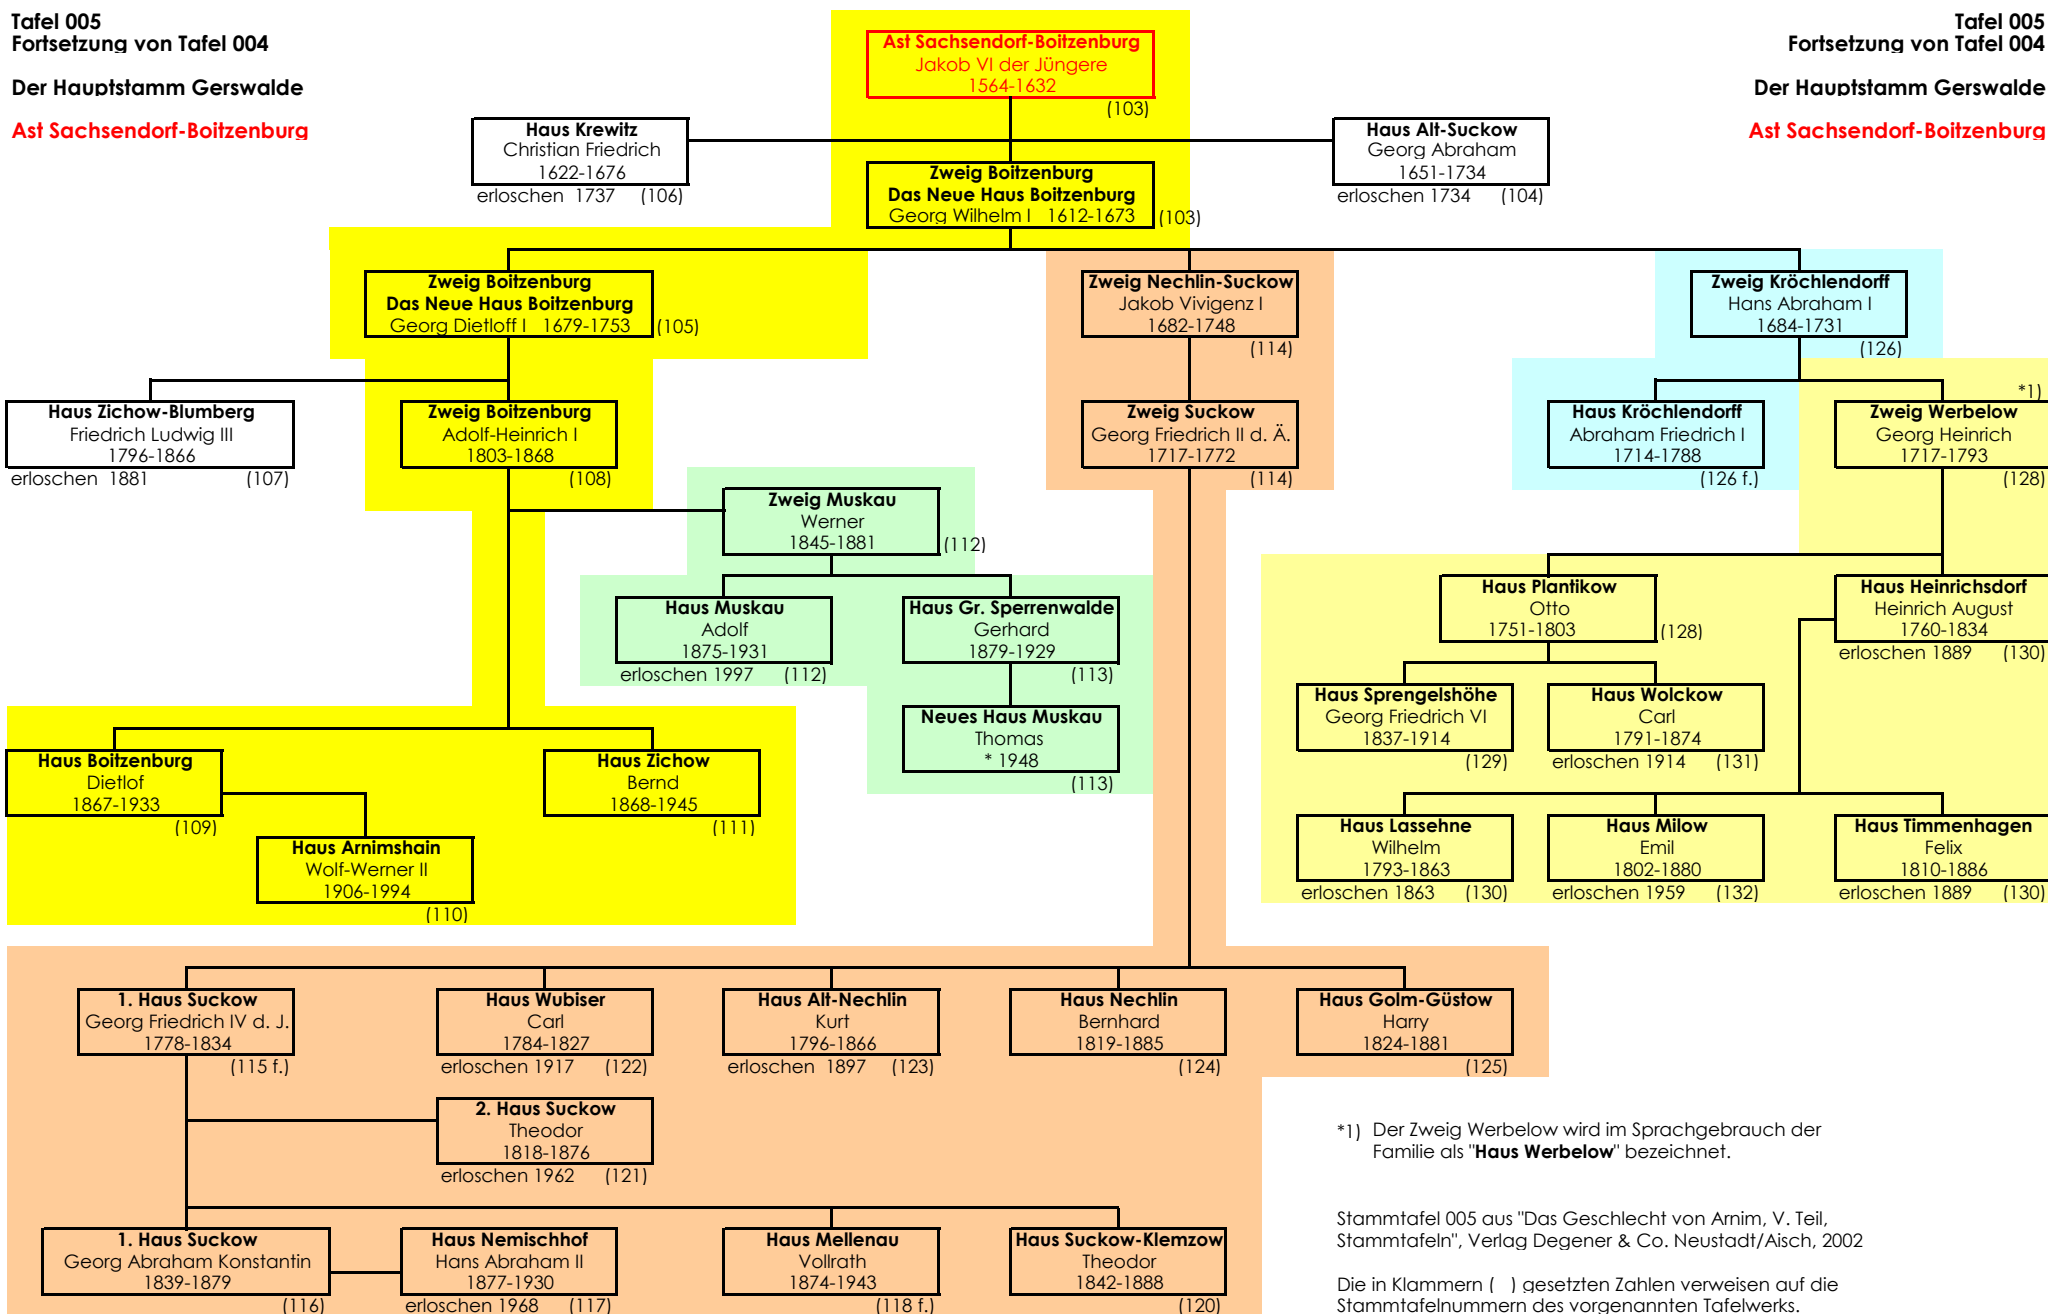 Tafel 005
Fortsetzung von Tafel 004
Der Hauptstamm Gerswalde
Ast Sachsendorf-Boitzenburg
Tafel 005
Fortsetzung von Tafel 004
Der Hauptstamm Gerswalde
Ast Sachsendorf-Boitzenburg
Ast Sachsendorf-Boitzenburg
Jakob VI der Jüngere
1564-1632
(103)
Haus Krewitz
Christian Friedrich
1622-1676
erloschen 1737 (106)
Haus Alt-Suckow
Georg Abraham
1651-1734
erloschen 1734 (104)
Zweig Boitzenburg
Das Neue Haus Boitzenburg
Georg Wilhelm I 1612-1673 (103)
Zweig Boitzenburg
Das Neue Haus Boitzenburg
Georg Dietloff I 1679-1753 (105)
Zweig Nechlin-Suckow
Jakob Vivigenz I
1682-1748
(114)
Zweig Kröchlendorff
Hans Abraham I
1684-1731
(126)
Haus Zichow-Blumberg
Friedrich Ludwig III
1796-1866
erloschen 1881 (107)
Zweig Boitzenburg
Adolf-Heinrich I
1803-1868
(108)
Zweig Suckow
Georg Friedrich II d. Ä.
1717-1772
(114)
Haus Kröchlendorff
Abraham Friedrich I
1714-1788
(126 f.)
*1)
Zweig Werbelow
Georg Heinrich
1717-1793
(128)
Zweig Muskau
Werner
1845-1881 (112)
Haus Muskau
Adolf
1875-1931
erloschen 1997 (112)
Haus Gr. Sperrenwalde
Gerhard
1879-1929
(113)
Neues Haus Muskau
Thomas
* 1948
(113)
Haus Plantikow
Otto
1751-1803 (128)
Haus Heinrichsdorf
Heinrich August
1760-1834
erloschen 1889 (130)
Haus Sprengelshöhe
Georg Friedrich VI
1837-1914
(129)
Haus Wolckow
Carl
1791-1874
erloschen 1914 (131)
Haus Boitzenburg
Dietlof
1867-1933
(109)
Haus Zichow
Bernd
1868-1945
(111)
Haus Arnimshain
Wolf-Werner II
1906-1994
(110)
Haus Lassehne
Wilhelm
1793-1863
erloschen 1863 (130)
Haus Milow
Emil
1802-1880
erloschen 1959 (132)
Haus Timmenhagen
Felix
1810-1886
erloschen 1889 (130)
1. Haus Suckow
Georg Friedrich IV d. J.
1778-1834
(115 f.)
Haus Wubiser
Carl
1784-1827
erloschen 1917 (122)
Haus Alt-Nechlin
Kurt
1796-1866
erloschen 1897 (123)
Haus Nechlin
Bernhard
1819-1885
(124)
Haus Golm-Güstow
Harry
1824-1881
(125)
2. Haus Suckow
Theodor
1818-1876
erloschen 1962 (121)
1. Haus Suckow
Georg Abraham Konstantin
1839-1879
(116)
Haus Nemischhof
Hans Abraham II
1877-1930
erloschen 1968 (117)
Haus Mellenau
Vollrath
1874-1943
(118 f.)
Haus Suckow-Klemzow
Theodor
1842-1888
(120)
*1) Der Zweig Werbelow wird im Sprachgebrauch der
Familie als "Haus Werbelow" bezeichnet.
Stammtafel 005 aus "Das Geschlecht von Arnim, V. Teil,
Stammtafeln", Verlag Degener & Co. Neustadt/Aisch, 2002
Die in Klammern ( ) gesetzten Zahlen verweisen auf die
Stammtafelnummern des vorgenannten Tafelwerks.